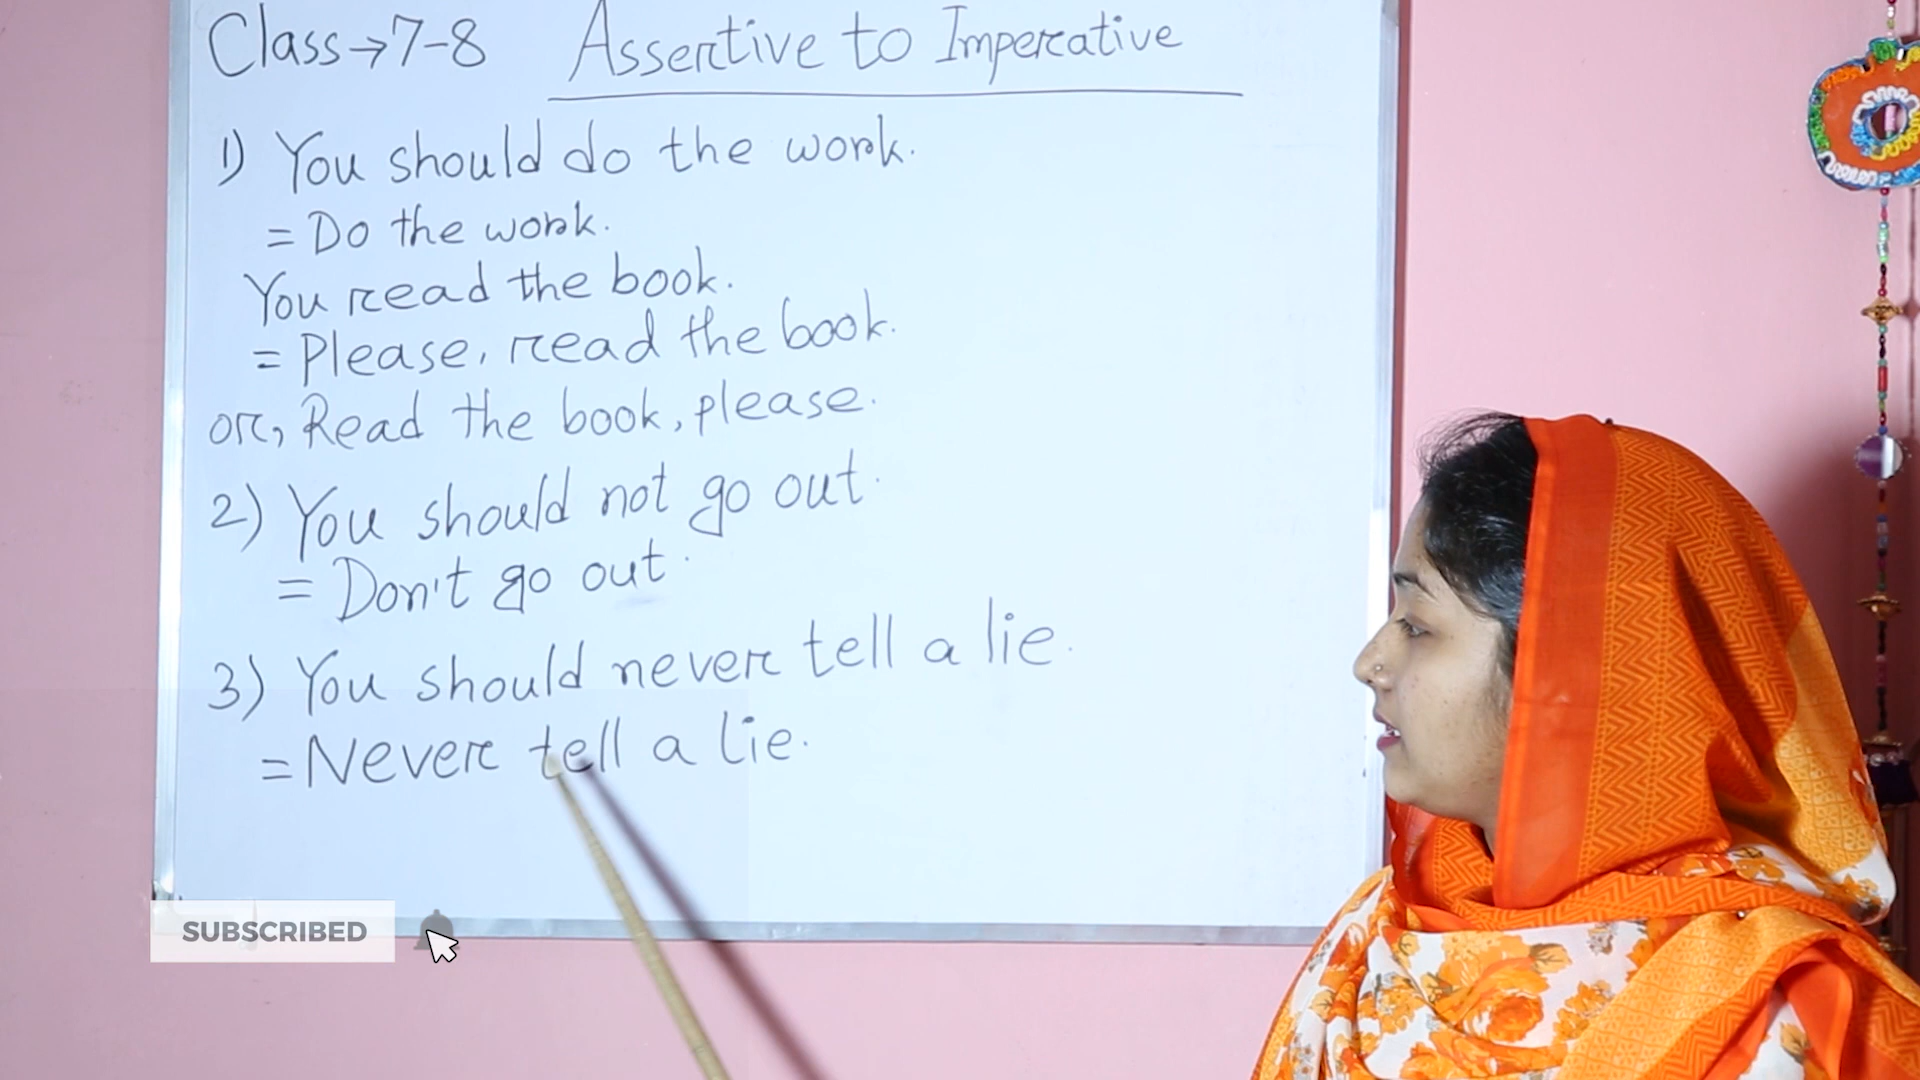 Class→7-8 Assertive to Imperative
1) You should do the work.
= Do the work.
You read the book.
= Please, read the book.
or, Read the book, please.
2) You should not go out.
= Don't go out.
3) You should never tell a lie.
= Never tell a lie.
SUBSCRIBED